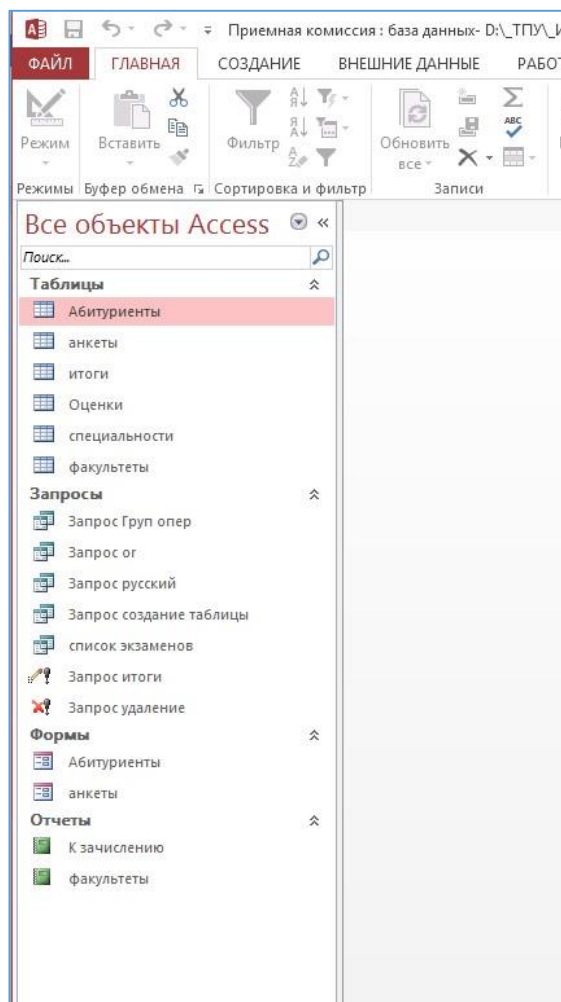 Приемная комиссия : база данных- D:\_ТПУ\_И
ФАЙЛ ГЛАВНАЯ СОЗДАНИЕ ВНЕШНИЕ ДАННЫЕ РАБОТ
Режим Вставить Фильтр Обновить все
Режимы Буфер обмена Сортировка и фильтр Записи
Все объекты Access
Поиск...
Таблицы
Абитуриенты
анкеты
итоги
Оценки
специальности
факультеты
Запросы
Запрос Груп опер
Запрос or
Запрос русский
Запрос создание таблицы
список экзаменов
Запрос итоги
Запрос удаление
Формы
Абитуриенты
анкеты
Отчеты
К зачислению
факультеты